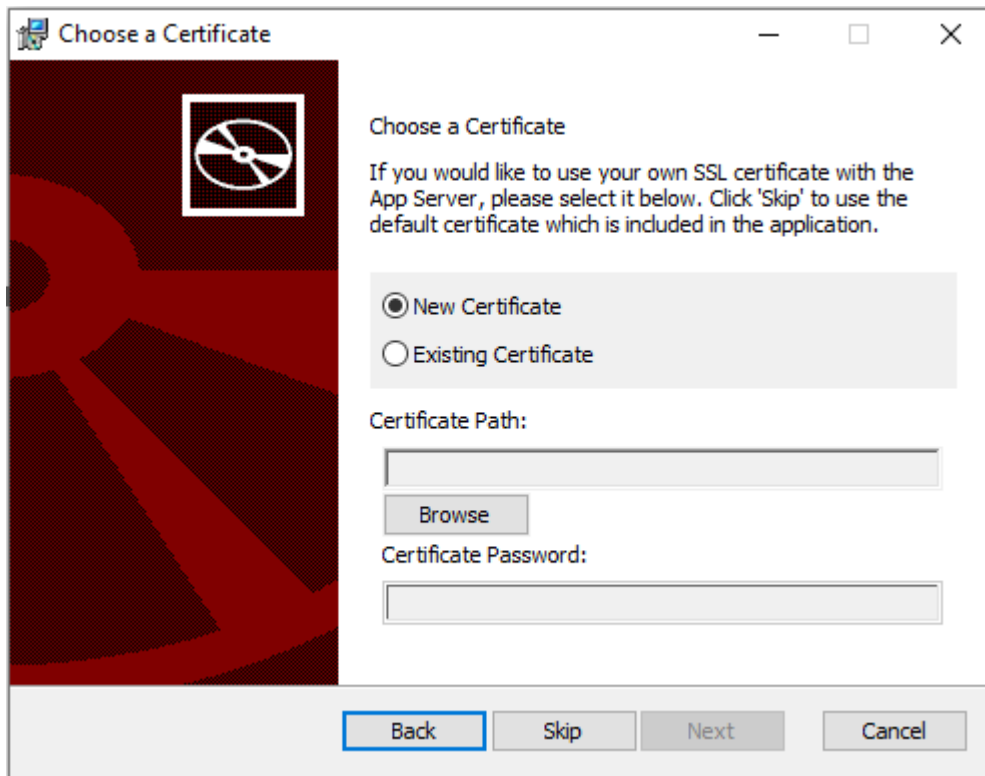 Choose a Certificate
Choose a Certificate
If you would like to use your own SSL certificate with the
App Server, please select it below. Click 'Skip' to use the
default certificate which is included in the application.
New Certificate
Existing Certificate
Certificate Path:
Browse
Certificate Password:
Back Skip Next Cancel